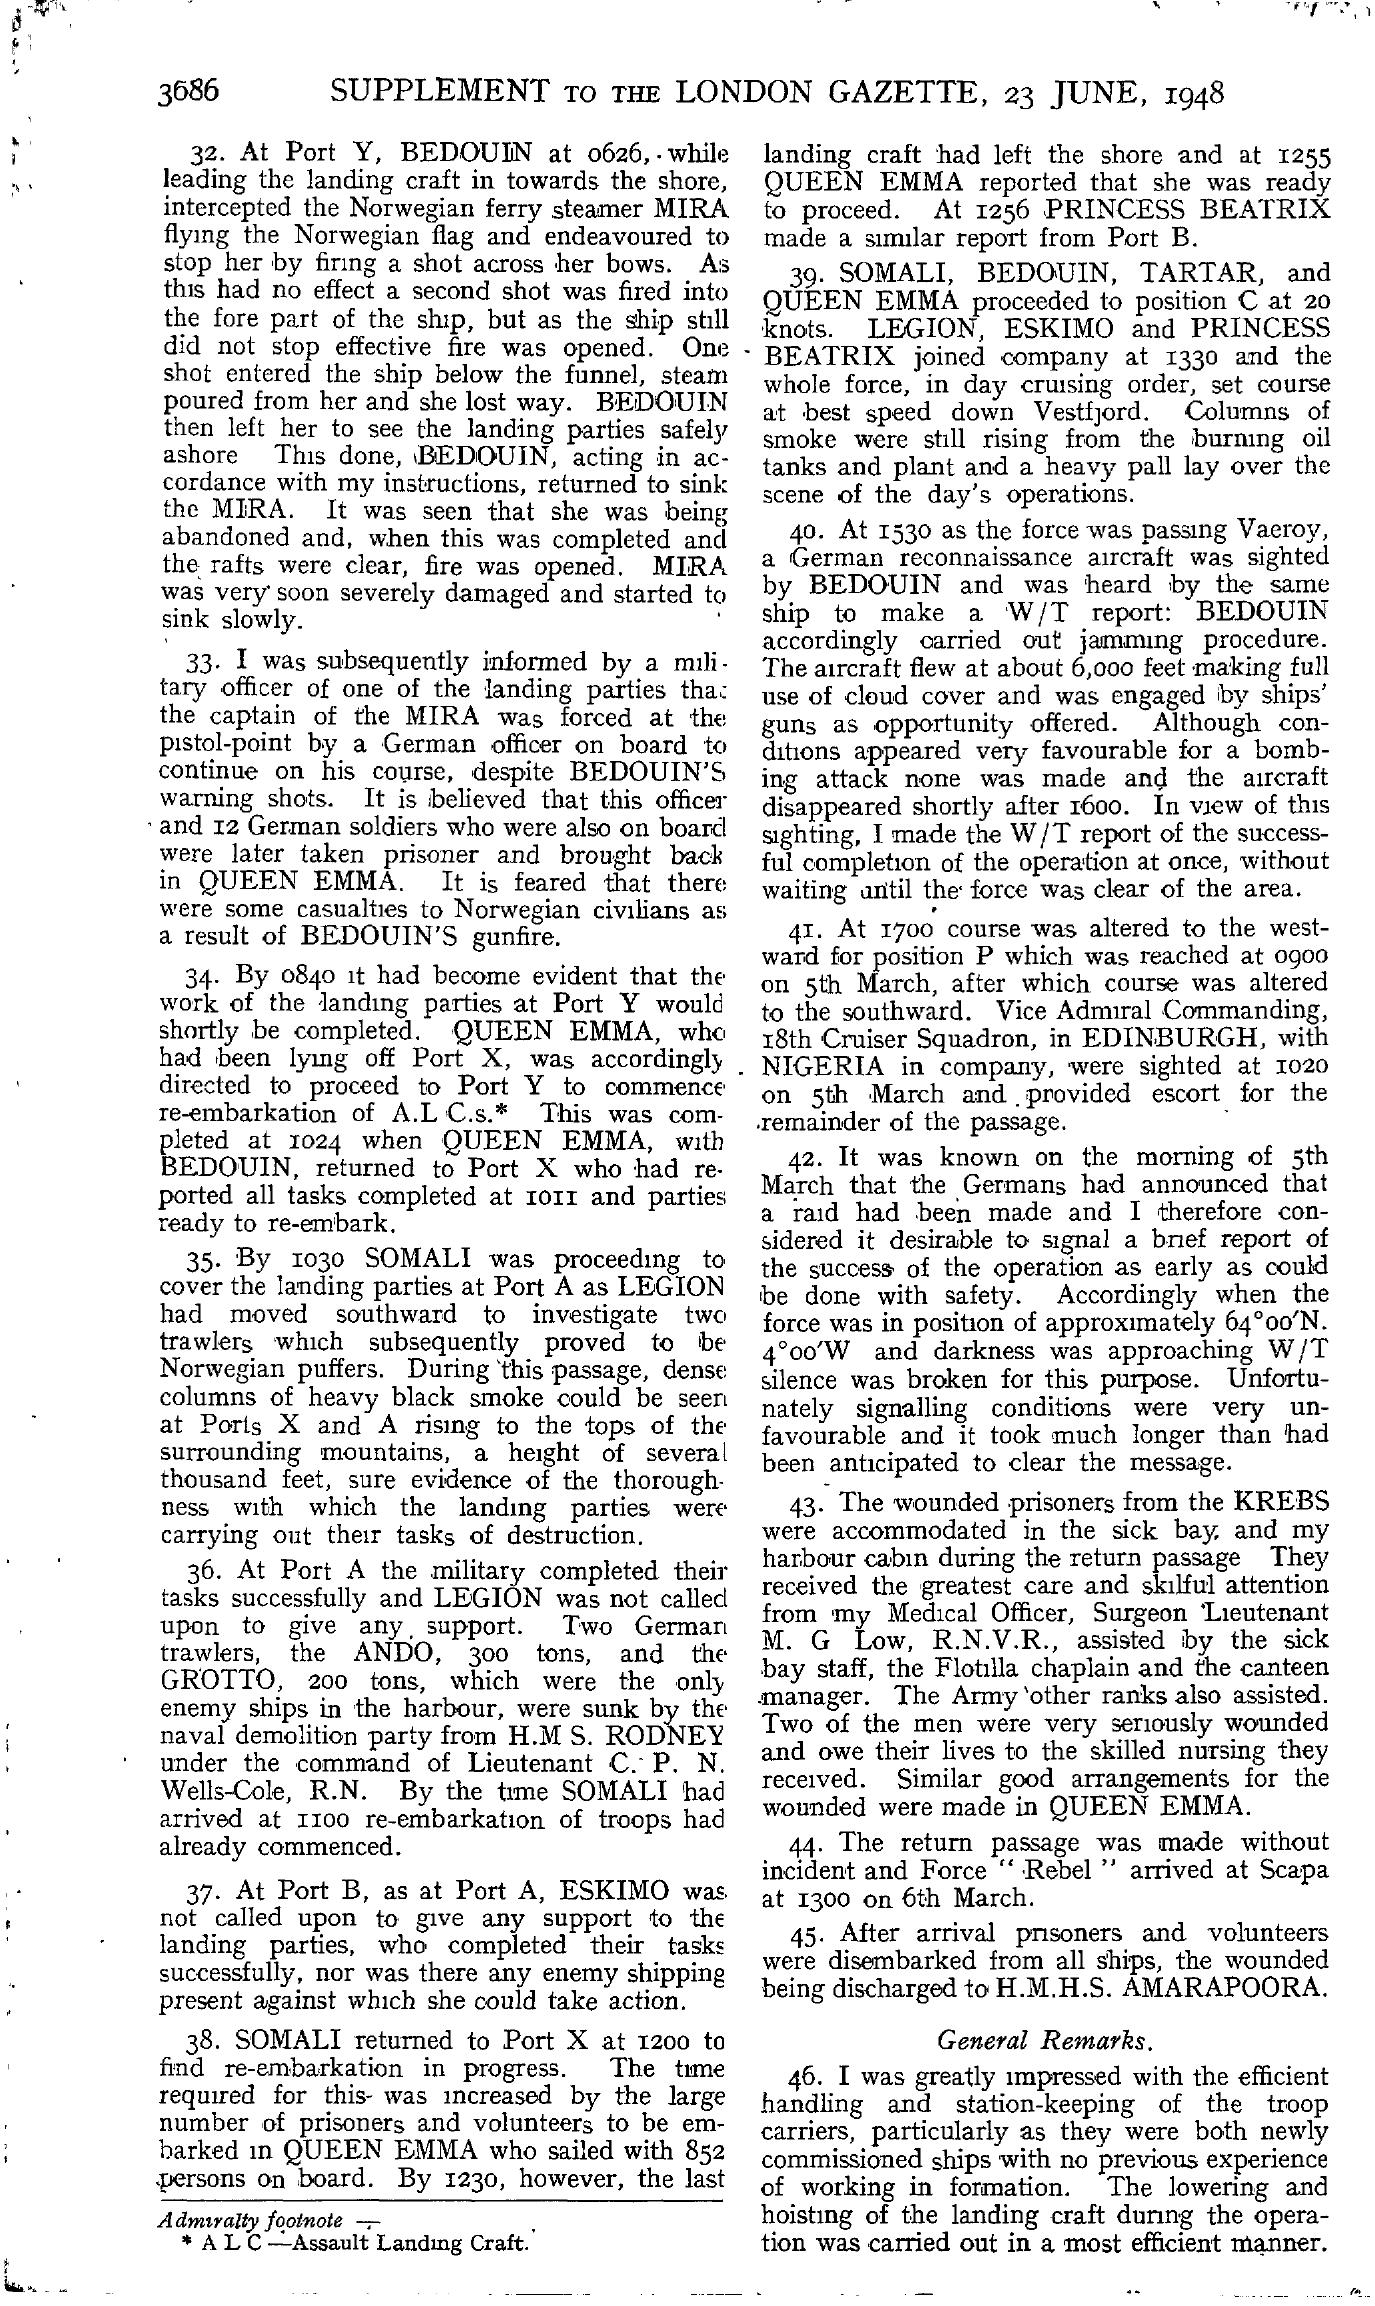 3686 SUPPLEMENT TO THE LONDON GAZETTE, 23 JUNE, 1948
32. At Port Y, BEDOUIN at 0626, while
leading the landing craft in towards the shore,
intercepted the Norwegian ferry steamer MIRA
flying the Norwegian flag and endeavoured to
stop her by firing a shot across her bows. As
this had no effect a second shot was fired into
the fore part of the ship, but as the ship still
did not stop effective fire was opened. One
shot entered the ship below the funnel, steam
poured from her and she lost way. BEDOUIN
then left her to see the landing parties safely
ashore This done, BEDOUIN, acting in ac-
cordance with my instructions, returned to sink
the MIRA. It was seen that she was being
abandoned and, when this was completed and
the rafts were clear, fire was opened. MIRA
was very soon severely damaged and started to
sink slowly.
33. I was subsequently informed by a mili-
tary officer of one of the landing parties that
the captain of the MIRA was forced at the
pistol-point by a German officer on board to
continue on his course, despite BEDOUIN'S
warning shots. It is believed that this officer
and 12 German soldiers who were also on board
were later taken prisoner and brought back
in QUEEN EMMA. It is feared that there
were some casualties to Norwegian civilians as
a result of BEDOUIN'S gunfire.
34. By 0840 it had become evident that the
work of the landing parties at Port Y would
shortly be completed. QUEEN EMMA, who
had been lying off Port X, was accordingly
directed to proceed to Port Y to commence
re-embarkation of A.L C.s.* This was com-
pleted at 1024 when QUEEN EMMA, with
BEDOUIN, returned to Port X who had re-
ported all tasks completed at 1011 and parties
ready to re-embark.
35. By 1030 SOMALI was proceeding to
cover the landing parties at Port A as LEGION
had moved southward to investigate two
trawlers which subsequently proved to be
Norwegian puffers. During this passage, dense
columns of heavy black smoke could be seen
at Ports X and A rising to the tops of the
surrounding mountains, a height of several
thousand feet, sure evidence of the thorough-
ness with which the landing parties were
carrying out their tasks of destruction.
36. At Port A the military completed their
tasks successfully and LEGION was not called
upon to give any support. Two German
trawlers, the ANDO, 300 tons, and the
GROTTO, 200 tons, which were the only
enemy ships in the harbour, were sunk by the
naval demolition party from H.M S. RODNEY
under the command of Lieutenant C. P. N.
Wells-Cole, R.N. By the time SOMALI had
arrived at 1100 re-embarkation of troops had
already commenced.
37. At Port B, as at Port A, ESKIMO was
not called upon to give any support to the
landing parties, who completed their tasks
successfully, nor was there any enemy shipping
present against which she could take action.
38. SOMALI returned to Port X at 1200 to
find re-embarkation in progress. The time
required for this was increased by the large
number of prisoners and volunteers to be em-
barked in QUEEN EMMA who sailed with 852
persons on board. By 1230, however, the last
Admiralty footnote —
* A L C —Assault Landing Craft.
landing craft had left the shore and at 1255
QUEEN EMMA reported that she was ready
to proceed. At 1256 PRINCESS BEATRIX
made a similar report from Port B.
39. SOMALI, BEDOUIN, TARTAR, and
QUEEN EMMA proceeded to position C at 20
knots. LEGION, ESKIMO and PRINCESS
BEATRIX joined company at 1330 and the
whole force, in day cruising order, set course
at best speed down Vestfjord. Columns of
smoke were still rising from the burning oil
tanks and plant and a heavy pall lay over the
scene of the day's operations.
40. At 1530 as the force was passing Vaeroy,
a German reconnaissance aircraft was sighted
by BEDOUIN and was heard by the same
ship to make a W/T report: BEDOUIN
accordingly carried out jamming procedure.
The aircraft flew at about 6,000 feet making full
use of cloud cover and was engaged by ships'
guns as opportunity offered. Although con-
ditions appeared very favourable for a bomb-
ing attack none was made and the aircraft
disappeared shortly after 1600. In view of this
sighting, I made the W/T report of the success-
ful completion of the operation at once, without
waiting until the force was clear of the area.
41. At 1700 course was altered to the west-
ward for position P which was reached at 0900
on 5th March, after which course was altered
to the southward. Vice Admiral Commanding,
18th Cruiser Squadron, in EDINBURGH, with
NIGERIA in company, were sighted at 1020
on 5th March and provided escort for the
remainder of the passage.
42. It was known on the morning of 5th
March that the Germans had announced that
a raid had been made and I therefore con-
sidered it desirable to signal a brief report of
the success of the operation as early as could
be done with safety. Accordingly when the
force was in position of approximately 64°00'N.
4°00'W and darkness was approaching W/T
silence was broken for this purpose. Unfortu-
nately signalling conditions were very un-
favourable and it took much longer than had
been anticipated to clear the message.
43. The wounded prisoners from the KREBS
were accommodated in the sick bay, and my
harbour cabin during the return passage They
received the greatest care and skilful attention
from my Medical Officer, Surgeon Lieutenant
M. G Low, R.N.V.R., assisted by the sick
bay staff, the Flotilla chaplain and the canteen
manager. The Army other ranks also assisted.
Two of the men were very seriously wounded
and owe their lives to the skilled nursing they
received. Similar good arrangements for the
wounded were made in QUEEN EMMA.
44. The return passage was made without
incident and Force " Rebel " arrived at Scapa
at 1300 on 6th March.
45. After arrival prisoners and volunteers
were disembarked from all ships, the wounded
being discharged to H.M.H.S. AMARAPOORA.
General Remarks.
46. I was greatly impressed with the efficient
handling and station-keeping of the troop
carriers, particularly as they were both newly
commissioned ships with no previous experience
of working in formation. The lowering and
hoisting of the landing craft during the opera-
tion was carried out in a most efficient manner.